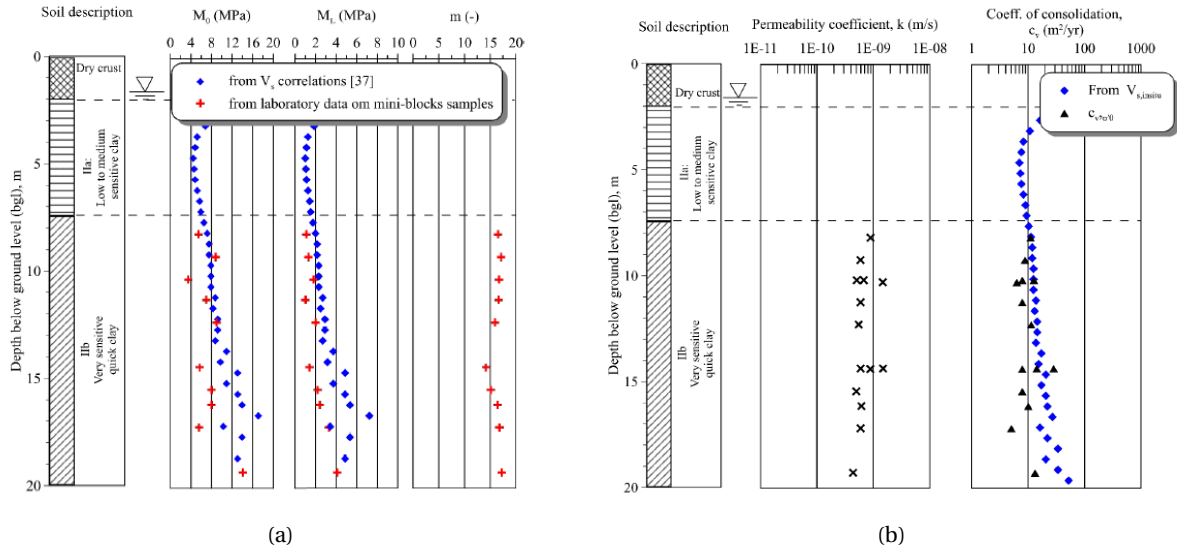 Soil description
M0 (MPa)
0 4 8 12 16 20
ML (MPa)
0 2 4 6 8 10
m (-)
0 5 10 15 20
Depth below ground level (bgl), m
0
5
10
15
20
Dry crust
IIa:
Low to medium
sensitive clay
IIb
Very sensitive
quick clay
from Vs correlations [37]
from laboratory data om mini-blocks samples
(a)
Soil description
Permeability coefficient, k (m/s)
1E-11 1E-10 1E-09 1E-08
Coeff. of consolidation,
cv (m²/yr)
1 10 100 1000
Depth below ground level (bgl), m
0
5
10
15
20
Dry crust
IIa:
Low to medium
sensitive clay
IIb
Very sensitive
quick clay
From Vs,insitu
(b)